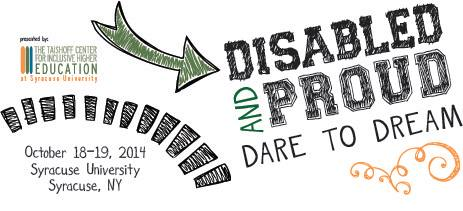 presented by:
THE TAISHOFF CENTER
FOR INCLUSIVE HIGHER
EDUCATION
at Syracuse University
DISABLED
AND PROUD
DARE TO DREAM
October 18-19, 2014
Syracuse University
Syracuse, NY